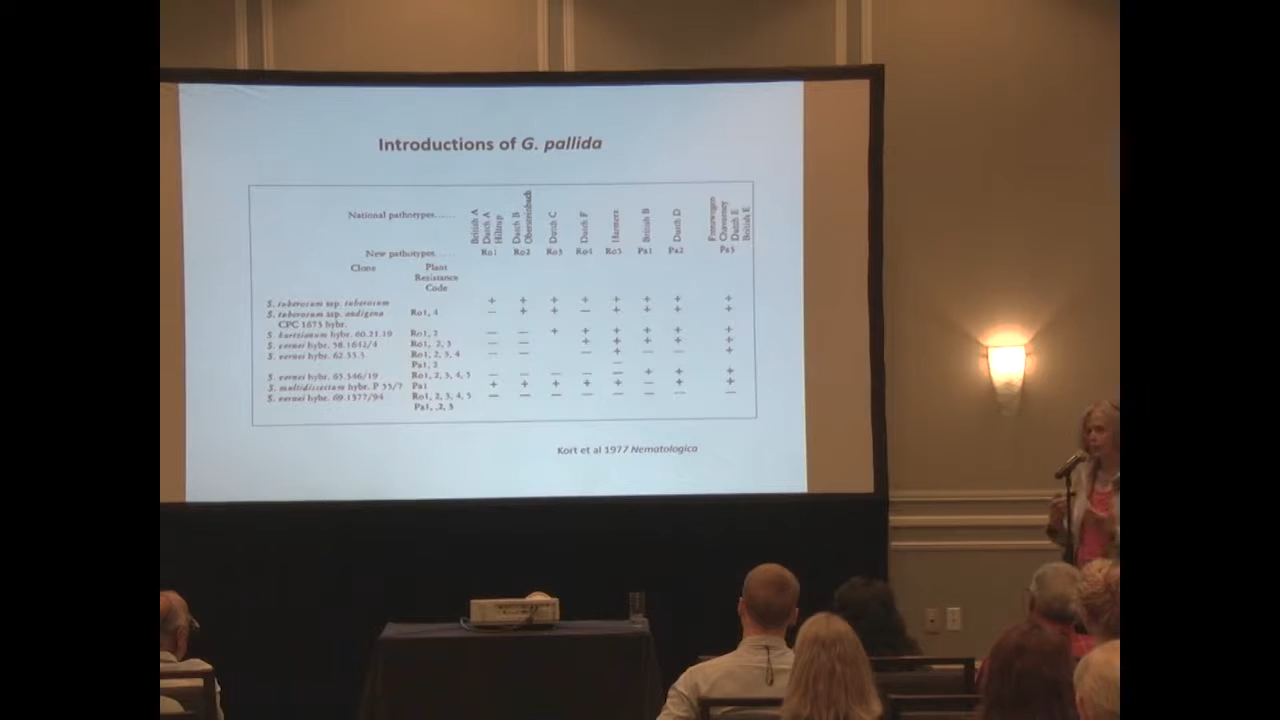 Introductions of G. pallida
National pathotypes......
British A
Dutch A
Hiltrup
Dutch B
Obersteinbach
Dutch C
Dutch F
Harmerz
British B
Dutch D
Frenswegen
Chavornay
Dutch E
British E
New pathotypes..... Ro1 Ro2 Ro3 Ro4 Ro5 Pa1 Pa2 Pa3
Clone Plant
Resistance
Code
S. tuberosum ssp. tuberosum + + + + + + + +
S. tuberosum ssp. andigena Ro1, 4 — + + — + + + +
CPC 1673 hybr.
S. kurtzianum hybr. 60.21.19 Ro1, 2 — — + + + + + +
S. vernei hybr. 58.1642/4 Ro1, 2, 3 — — + + + + +
S. vernei hybr. 62.33.3 Ro1, 2, 3, 4 — — — + — — +
Pa1, 2 —
S. vernei hybr. 65.346/19 Ro1, 2, 3, 4, 5 — — — — + + +
S. multidissectum hybr. P 55/7 Pa1 + + + + + — + +
S. vernei hybr. 69.1377/94 Ro1, 2, 3, 4, 5 — — — — — — — —
Pa1, ,2, 3
Kort et al 1977 Nematologica